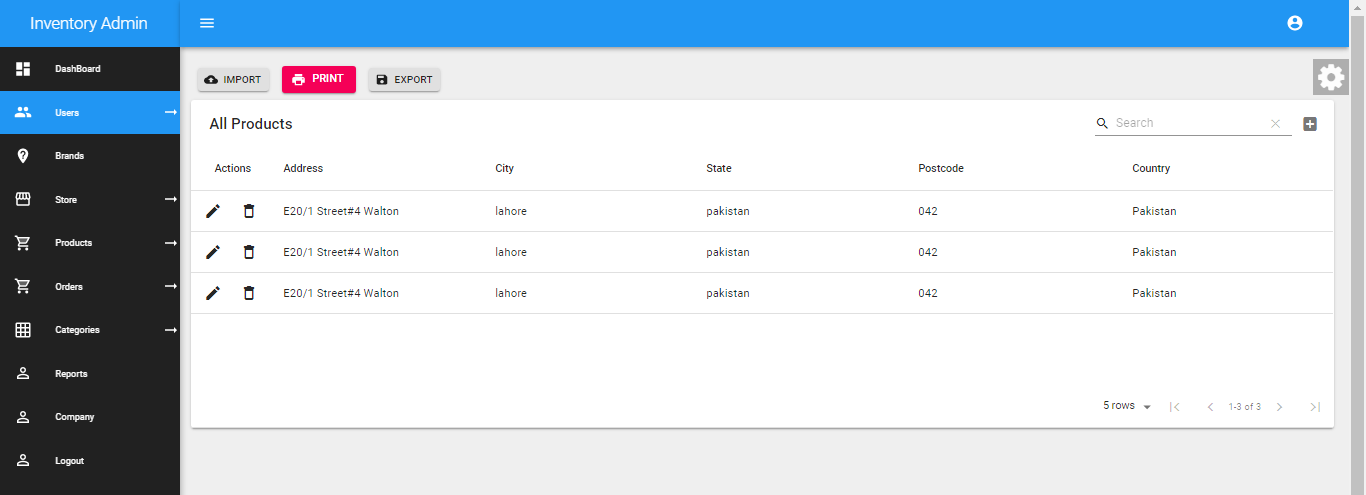 Inventory Admin
DashBoard
Users
Brands
Store
Products
Orders
Categories
Reports
Company
Logout
IMPORT PRINT EXPORT
All Products Search
Actions Address City State Postcode Country
E20/1 Street#4 Walton lahore pakistan 042 Pakistan
E20/1 Street#4 Walton lahore pakistan 042 Pakistan
E20/1 Street#4 Walton lahore pakistan 042 Pakistan
5 rows 1-3 of 3